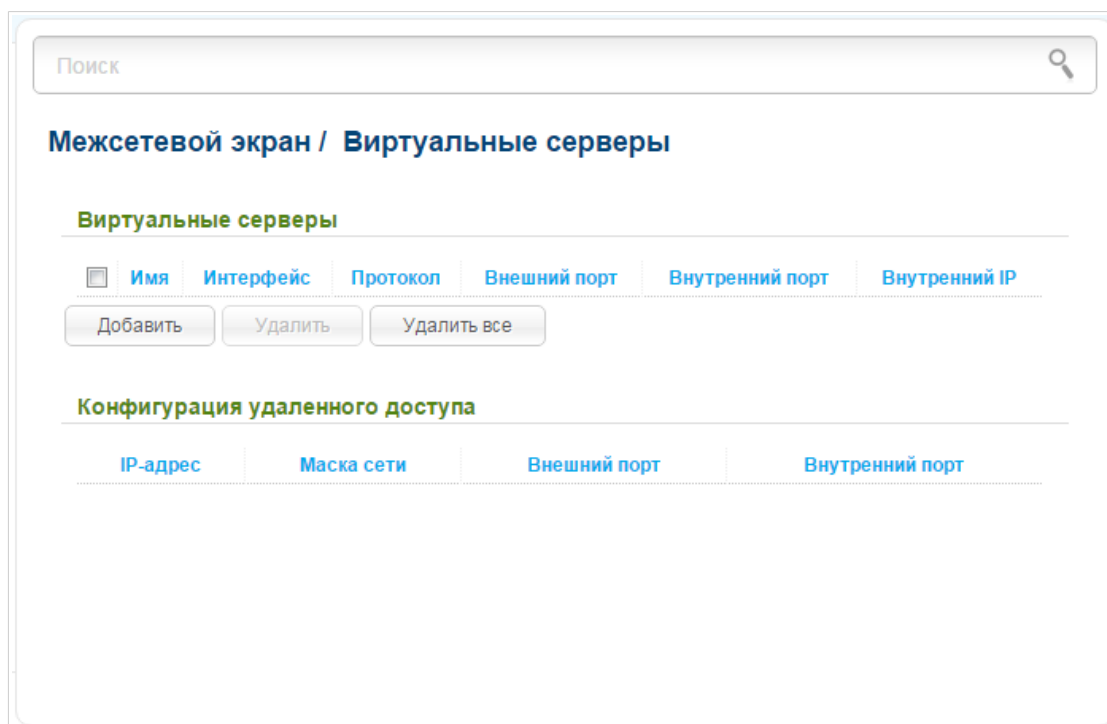 Поиск
Межсетевой экран / Виртуальные серверы
Виртуальные серверы
Имя Интерфейс Протокол Внешний порт Внутренний порт Внутренний IP
Добавить Удалить Удалить все
Конфигурация удаленного доступа
IP-адрес Маска сети Внешний порт Внутренний порт